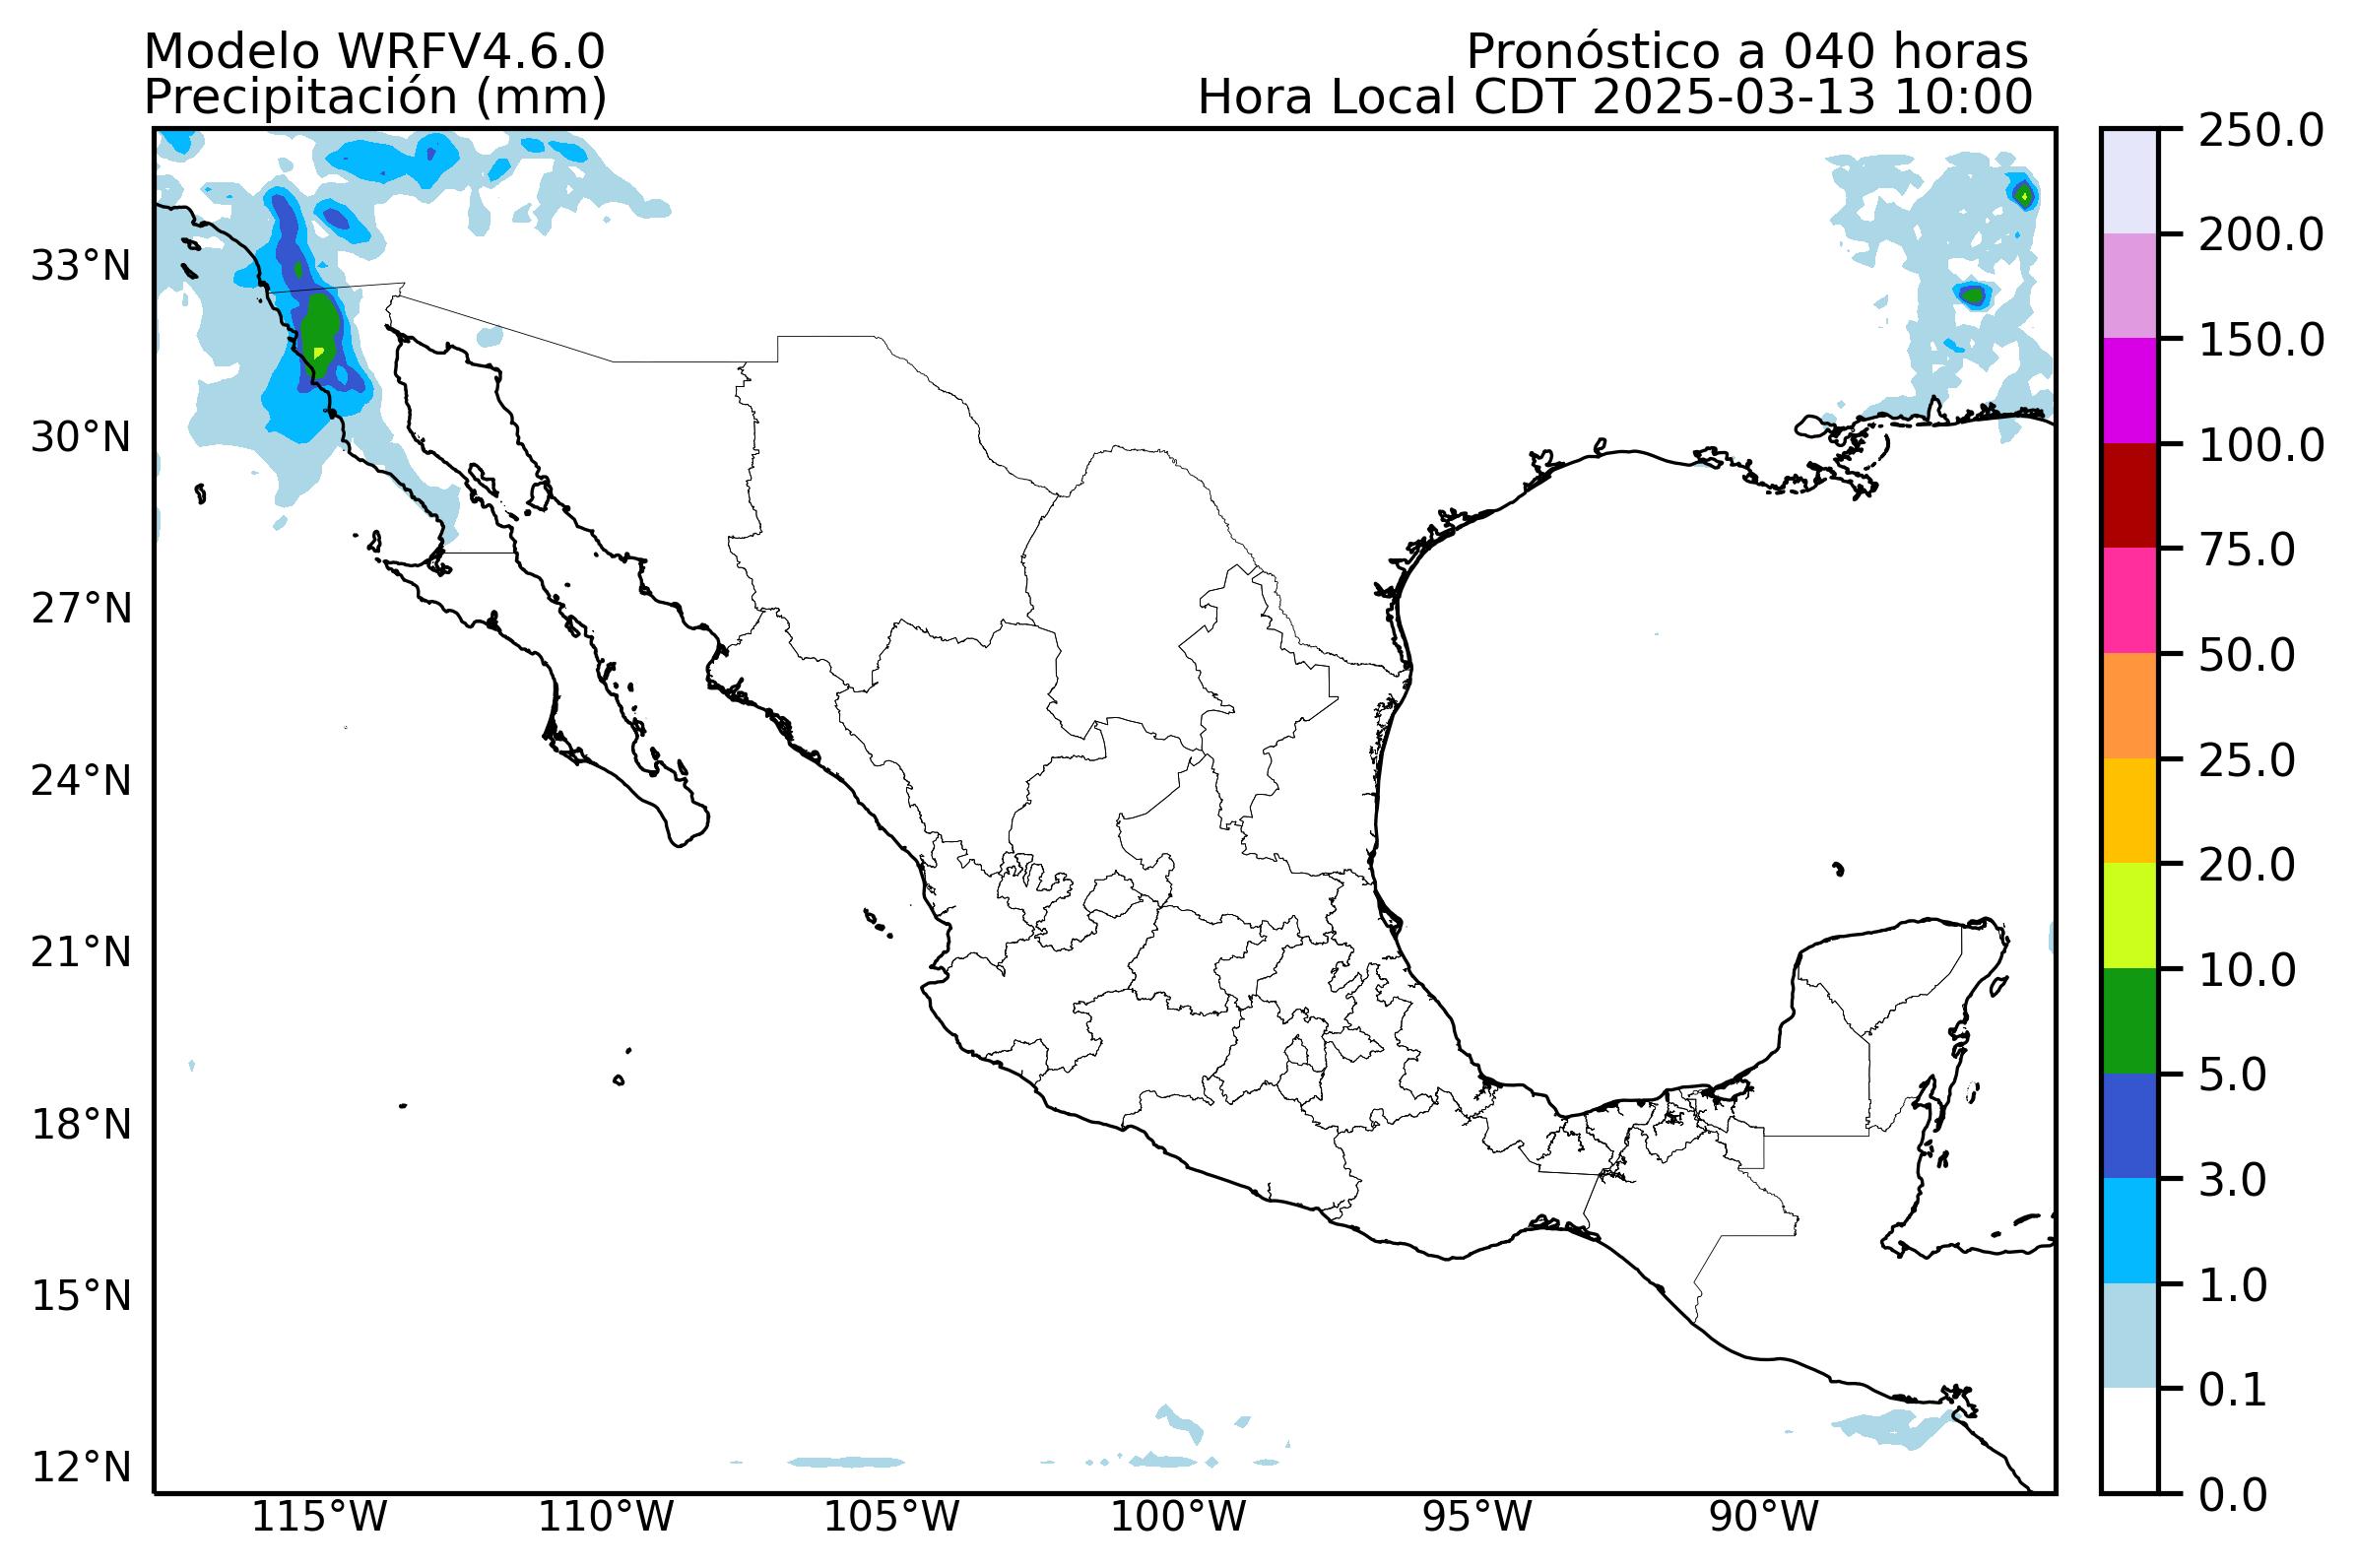 Modelo WRFV4.6.0
Precipitación (mm)
Pronóstico a 040 horas
Hora Local CDT 2025-03-13 10:00
33°N
30°N
27°N
24°N
21°N
18°N
15°N
12°N
115°W
110°W
105°W
100°W
95°W
90°W
250.0
200.0
150.0
100.0
75.0
50.0
25.0
20.0
10.0
5.0
3.0
1.0
0.1
0.0